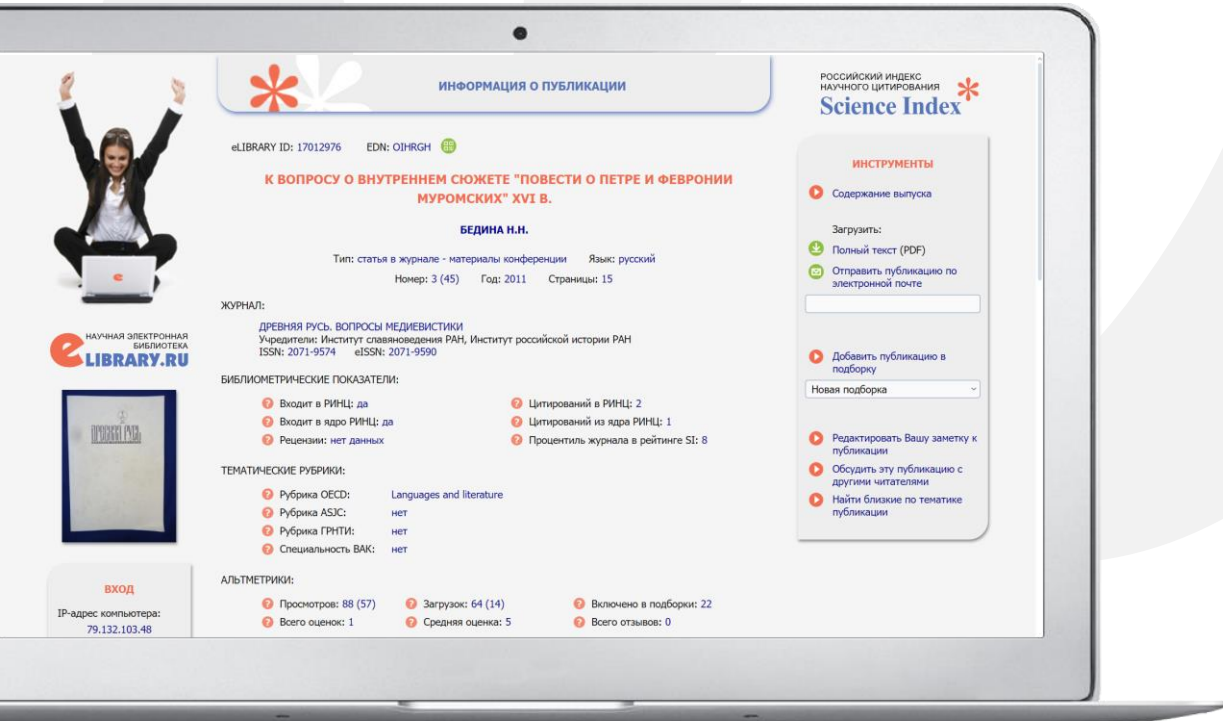 ИНФОРМАЦИЯ О ПУБЛИКАЦИИ
eLIBRARY ID: 17012976 EDN: OIHRGH
К ВОПРОСУ О ВНУТРЕННЕМ СЮЖЕТЕ "ПОВЕСТИ О ПЕТРЕ И ФЕВРОНИИ
МУРОМСКИХ" XVI В.
БЕДИНА Н.Н.
Тип: статья в журнале - материалы конференции Язык: русский
Номер: 3 (45) Год: 2011 Страницы: 15
ЖУРНАЛ:
ДРЕВНЯЯ РУСЬ. ВОПРОСЫ МЕДИЕВИСТИКИ
Учредители: Институт славяноведения РАН, Институт российской истории РАН
ISSN: 2071-9574 eISSN: 2071-9590
БИБЛИОМЕТРИЧЕСКИЕ ПОКАЗАТЕЛИ:
Входит в РИНЦ: да Цитирований в РИНЦ: 2
Входит в ядро РИНЦ: да Цитирований из ядра РИНЦ: 1
Рецензии: нет данных Процентиль журнала в рейтинге SI: 8
ТЕМАТИЧЕСКИЕ РУБРИКИ:
Рубрика OECD: Languages and literature
Рубрика ASJC: нет
Рубрика ГРНТИ: нет
Специальность ВАК: нет
АЛЬТМЕТРИКИ:
Просмотров: 88 (57) Загрузок: 64 (14) Включено в подборки: 22
Всего оценок: 1 Средняя оценка: 5 Всего отзывов: 0
НАУЧНАЯ ЭЛЕКТРОННАЯ
БИБЛИОТЕКА
eLIBRARY.RU
ВХОД
IP-адрес компьютера:
79.132.103.48
РОССИЙСКИЙ ИНДЕКС
НАУЧНОГО ЦИТИРОВАНИЯ
Science Index
ИНСТРУМЕНТЫ
Содержание выпуска
Загрузить:
Полный текст (PDF)
Отправить публикацию по
электронной почте
Добавить публикацию в
подборку
Новая подборка
Редактировать Вашу заметку к
публикации
Обсудить эту публикацию с
другими читателями
Найти близкие по тематике
публикации